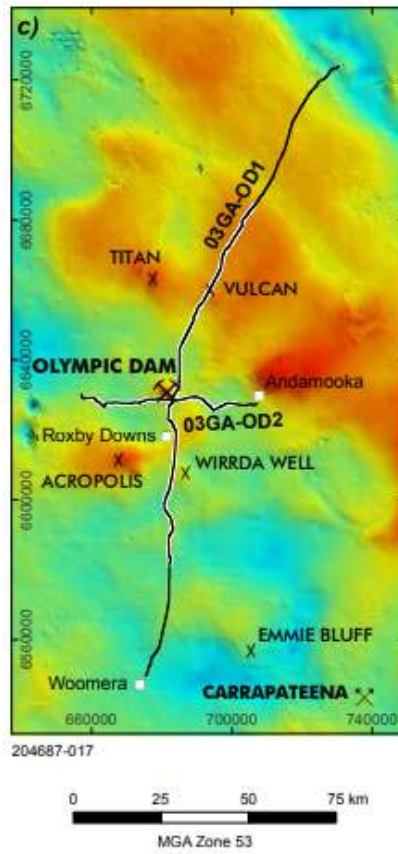 c)
6720000
03GA-OD1
6680000
TITAN
VULCAN
OLYMPIC DAM
6640000
Andamooka
03GA-OD2
Roxby Downs
WIRRDA WELL
ACROPOLIS
6600000
EMMIE BLUFF
6560000
Woomera
CARRAPATEENA
660000 700000 740000
204687-017
0 25 50 75 km
MGA Zone 53